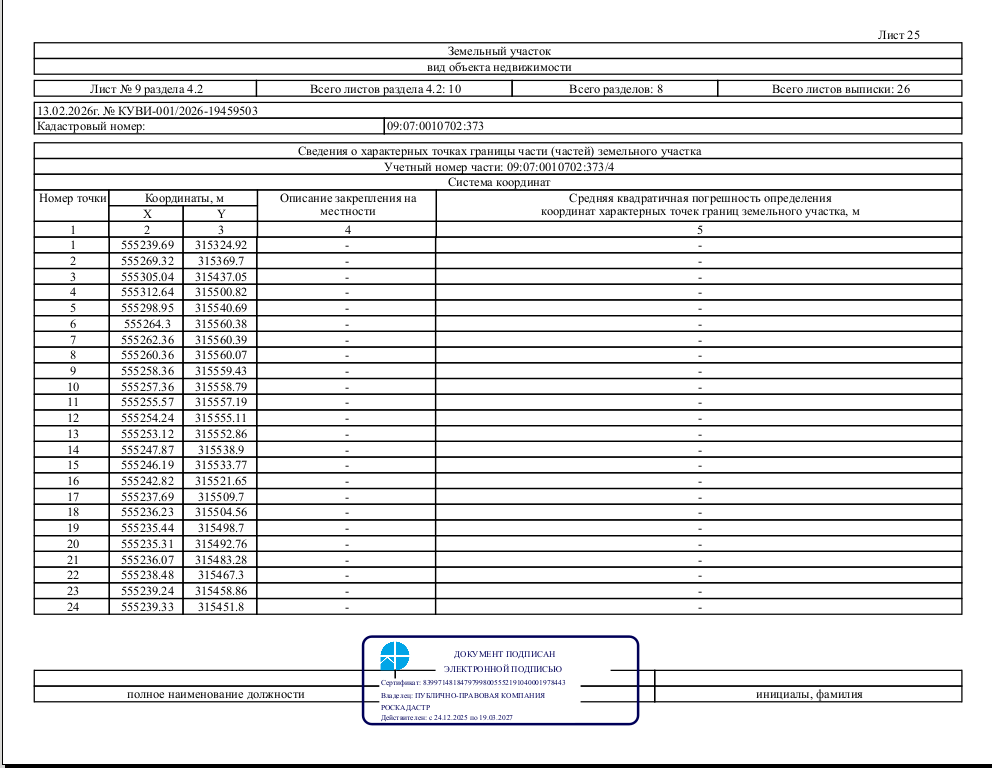 Лист 25
Земельный участок
вид объекта недвижимости
Лист № 9 раздела 4.2 Всего листов раздела 4.2: 10 Всего разделов: 8 Всего листов выписки: 26
13.02.2026г. № КУВИ-001/2026-19459503
Кадастровый номер: 09:07:0010702:373
Сведения о характерных точках границы части (частей) земельного участка
Учетный номер части: 09:07:0010702:373/4
Система координат
Номер точки Координаты, м Описание закрепления на местности Средняя квадратичная погрешность определения координат характерных точек границ земельного участка, м
X Y
1 2 3 4 5
1 555239.69 315324.92 - -
2 555269.32 315369.7 - -
3 555305.04 315437.05 - -
4 555312.64 315500.82 - -
5 555298.95 315540.69 - -
6 555264.3 315560.38 - -
7 555262.36 315560.39 - -
8 555260.36 315560.07 - -
9 555258.36 315559.43 - -
10 555257.36 315558.79 - -
11 555255.57 315557.19 - -
12 555254.24 315555.11 - -
13 555253.12 315552.86 - -
14 555247.87 315538.9 - -
15 555246.19 315533.77 - -
16 555242.82 315521.65 - -
17 555237.69 315509.7 - -
18 555236.23 315504.56 - -
19 555235.44 315498.7 - -
20 555235.31 315492.76 - -
21 555236.07 315483.28 - -
22 555238.48 315467.3 - -
23 555239.24 315458.86 - -
24 555239.33 315451.8 - -
ДОКУМЕНТ ПОДПИСАН
ЭЛЕКТРОННОЙ ПОДПИСЬЮ
Сертификат: 83997148184797998005552191040001978443
Владелец: ПУБЛИЧНО-ПРАВОВАЯ КОМПАНИЯ
РОСКАДАСТР
Действителен: с 24.12.2025 по 19.03.2027
полное наименование должности инициалы, фамилия